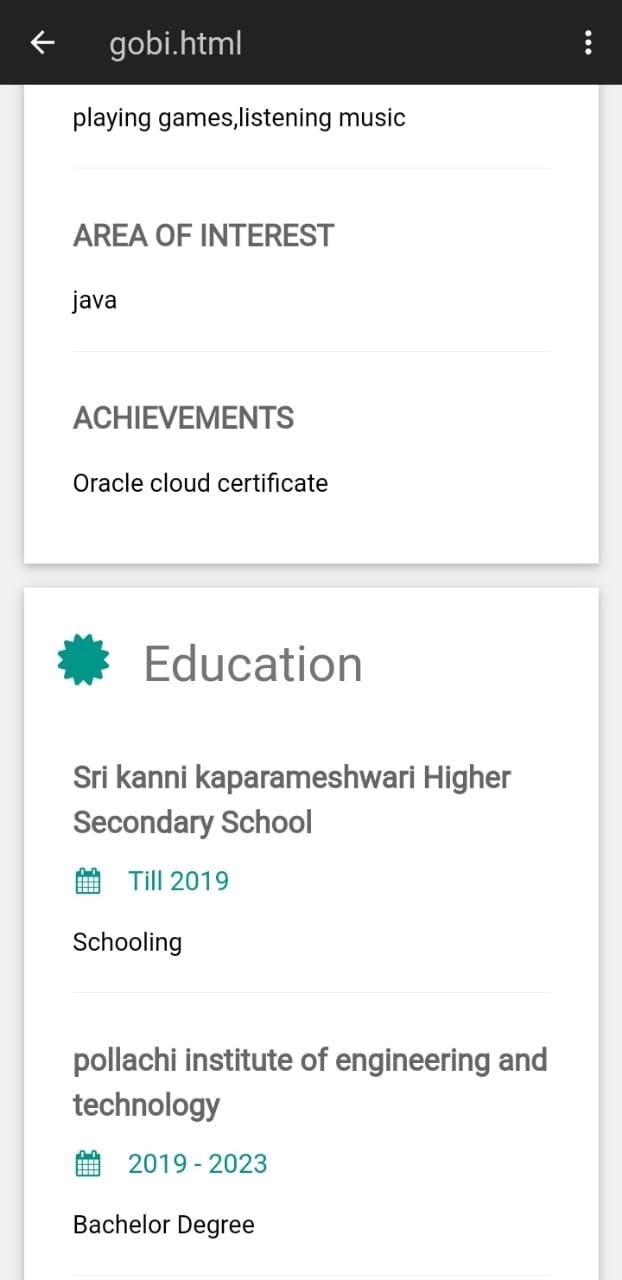 gobi.html
playing games,listening music
AREA OF INTEREST
java
ACHIEVEMENTS
Oracle cloud certificate
Education
Sri kanni kaparameshwari Higher
Secondary School
Till 2019
Schooling
pollachi institute of engineering and
technology
2019 - 2023
Bachelor Degree